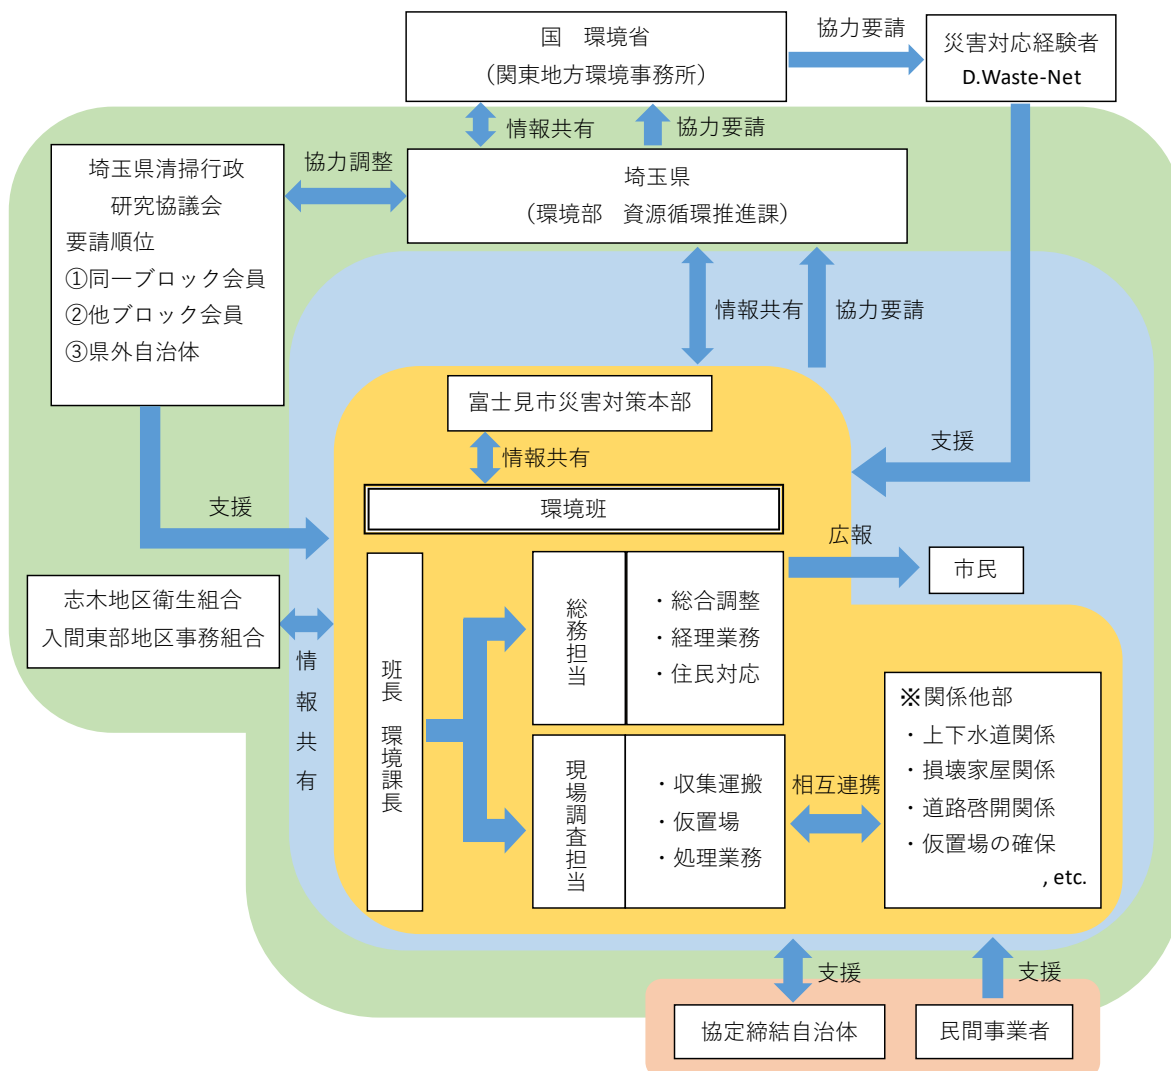 国　環境省
（関東地方環境事務所）
協力要請
災害対応経験者
D.Waste-Net
情報共有
協力要請
埼玉県清掃行政
研究協議会
要請順位
①同一ブロック会員
②他ブロック会員
③県外自治体
協力調整
埼玉県
（環境部　資源循環推進課）
情報共有
協力要請
富士見市災害対策本部
情報共有
支援
環境班
支援
広報
市民
志木地区衛生組合
入間東部地区事務組合
情報共有
班長　環境課長
総務担当
・総合調整
・経理業務
・住民対応
現場調査担当
・収集運搬
・仮置場
・処理業務
相互連携
※関係他部
・上下水道関係
・損壊家屋関係
・道路啓開関係
・仮置場の確保
, etc.
支援
支援
協定締結自治体
民間事業者